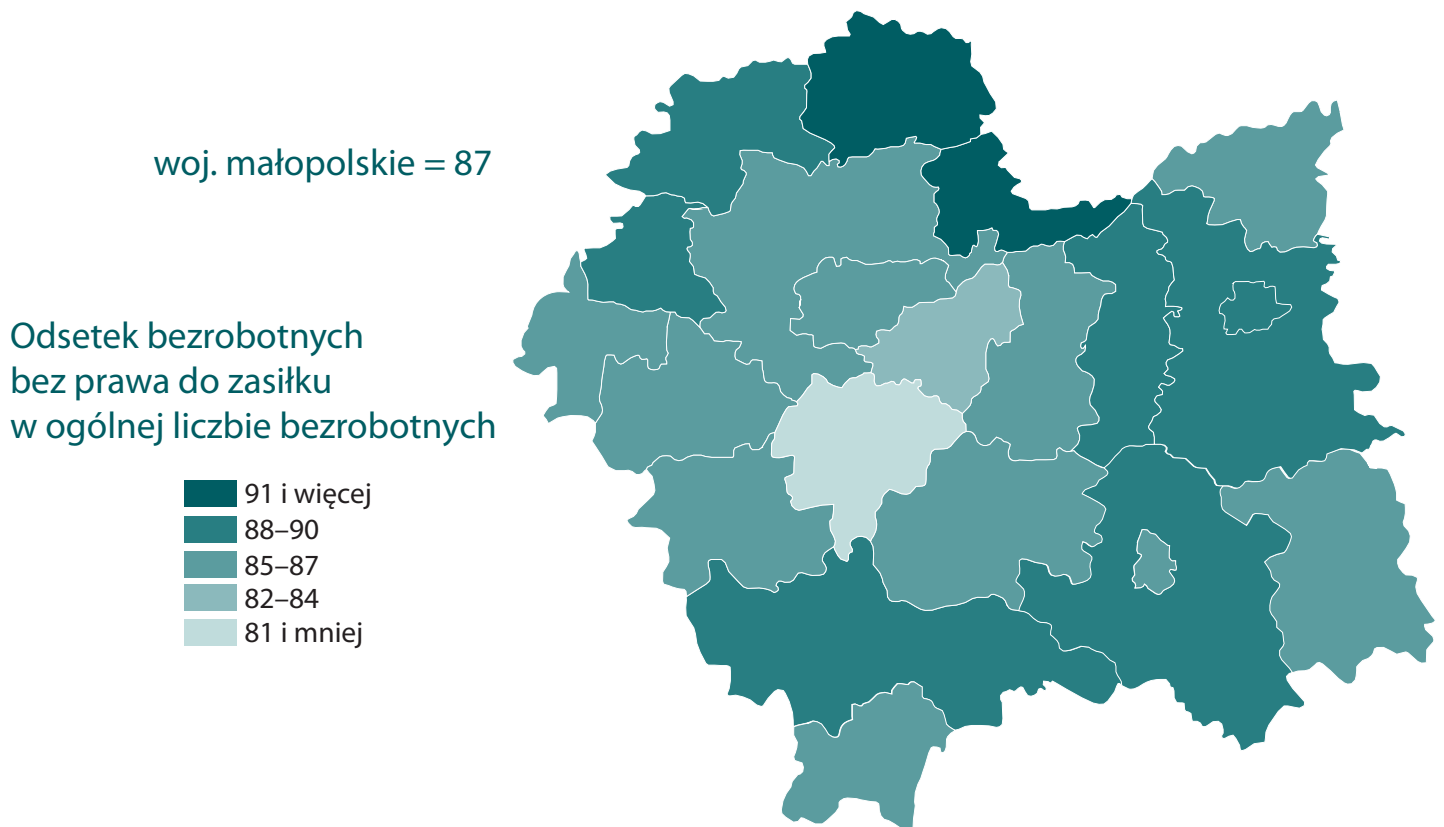 woj. małopolskie = 87
Odsetek bezrobotnych
bez prawa do zasiłku
w ogólnej liczbie bezrobotnych
91 i więcej
88–90
85–87
82–84
81 i mniej